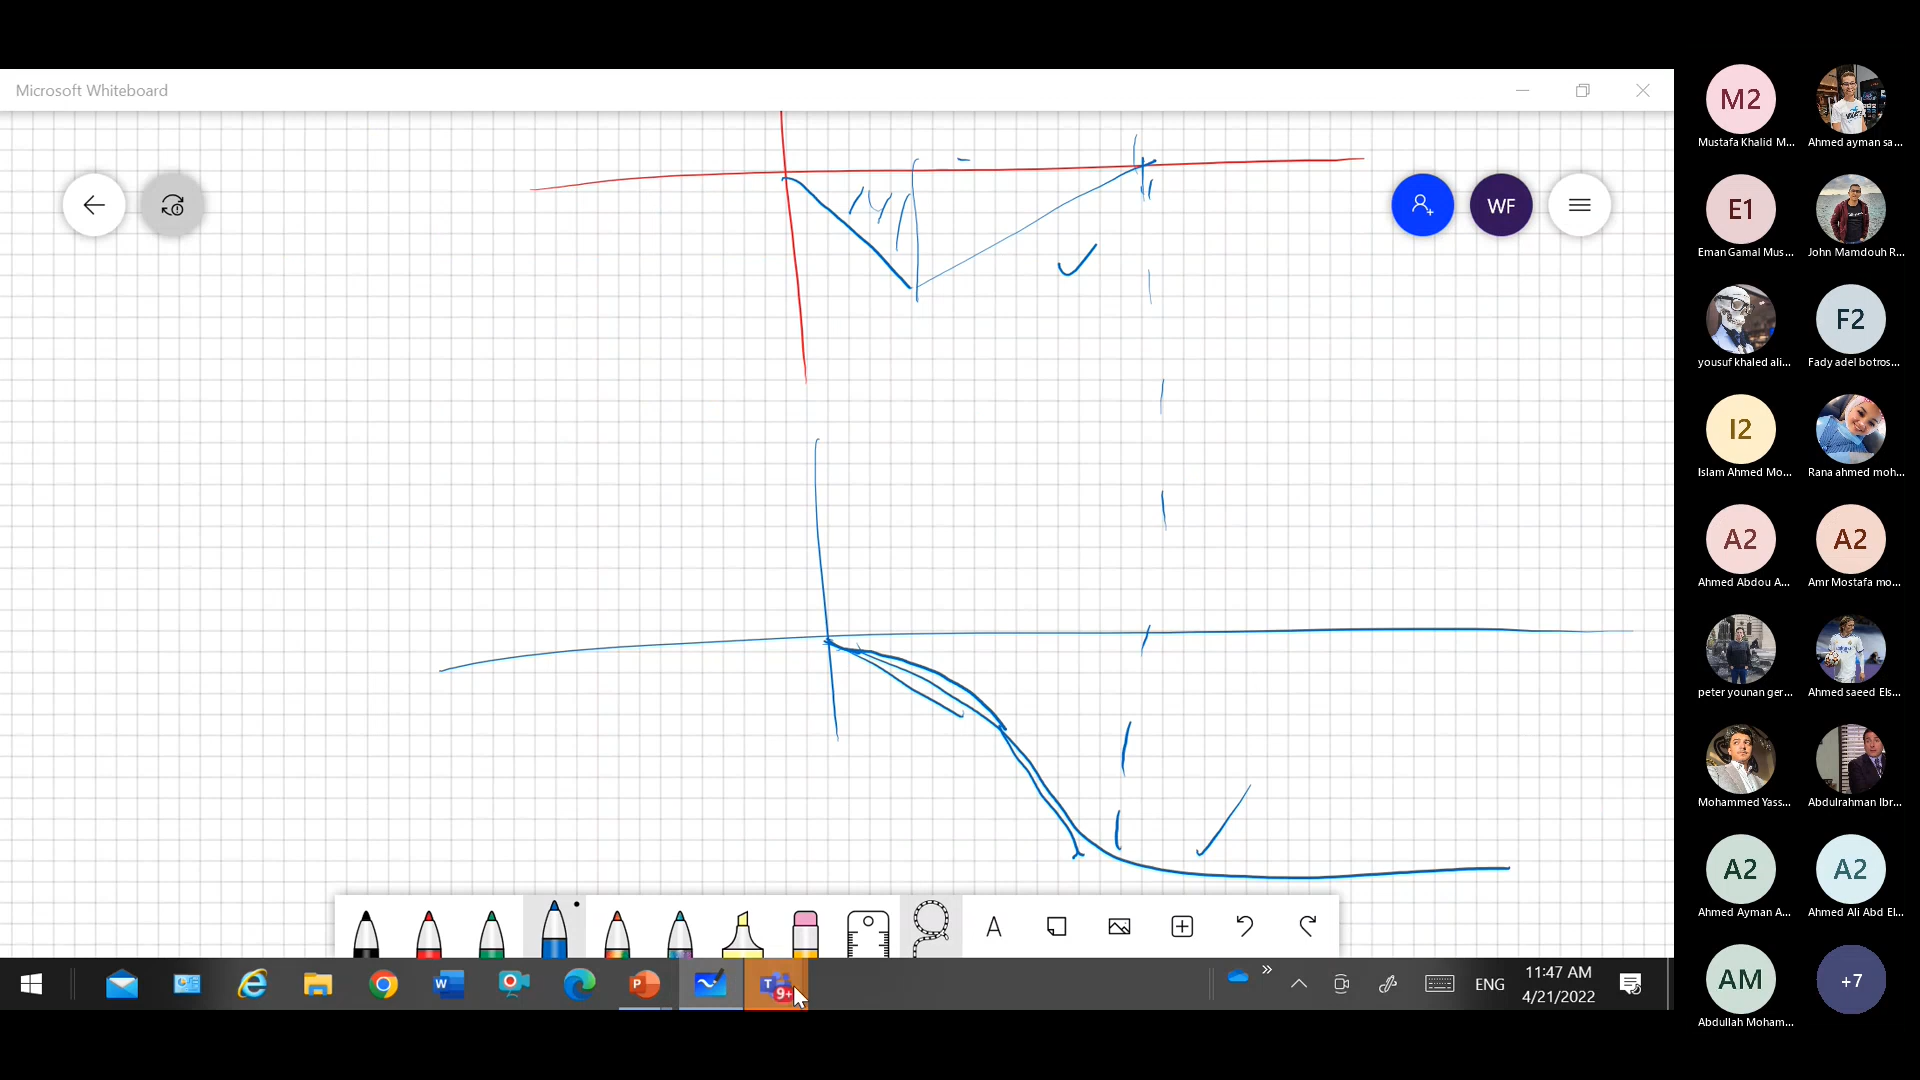 Microsoft Whiteboard
M2
Mustafa Khalid M...
Ahmed ayman sa...
WF
E1
Eman Gamal Mus...
John Mamdouh R...
yousuf khaled ali...
F2
Fady adel botros...
I2
Islam Ahmed Mo...
Rana ahmed moh...
A2
Ahmed Abdou A...
A2
Amr Mostafa mo...
peter younan ger...
Ahmed saeed Els...
Mohammed Yass...
Abdulrahman Ibr...
A2
Ahmed Ayman A...
A2
Ahmed Ali Abd El...
AM
Abdullah Moham...
+7
A
W
P
T
9+
ENG
11:47 AM
4/21/2022